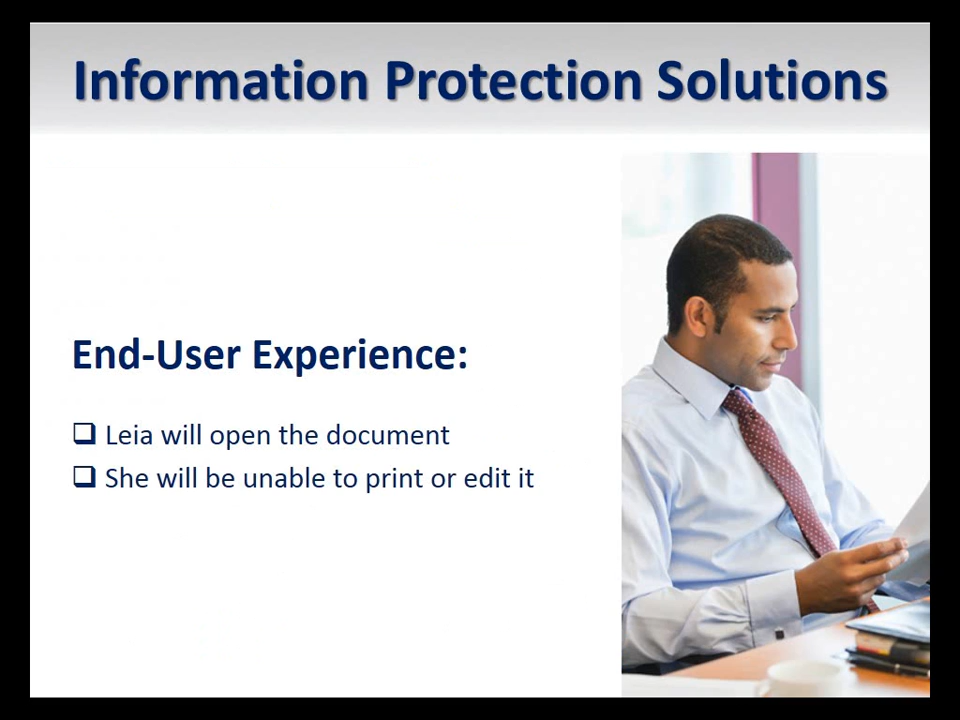 Information Protection Solutions
End-User Experience:
❑ Leia will open the document
❑ She will be unable to print or edit it